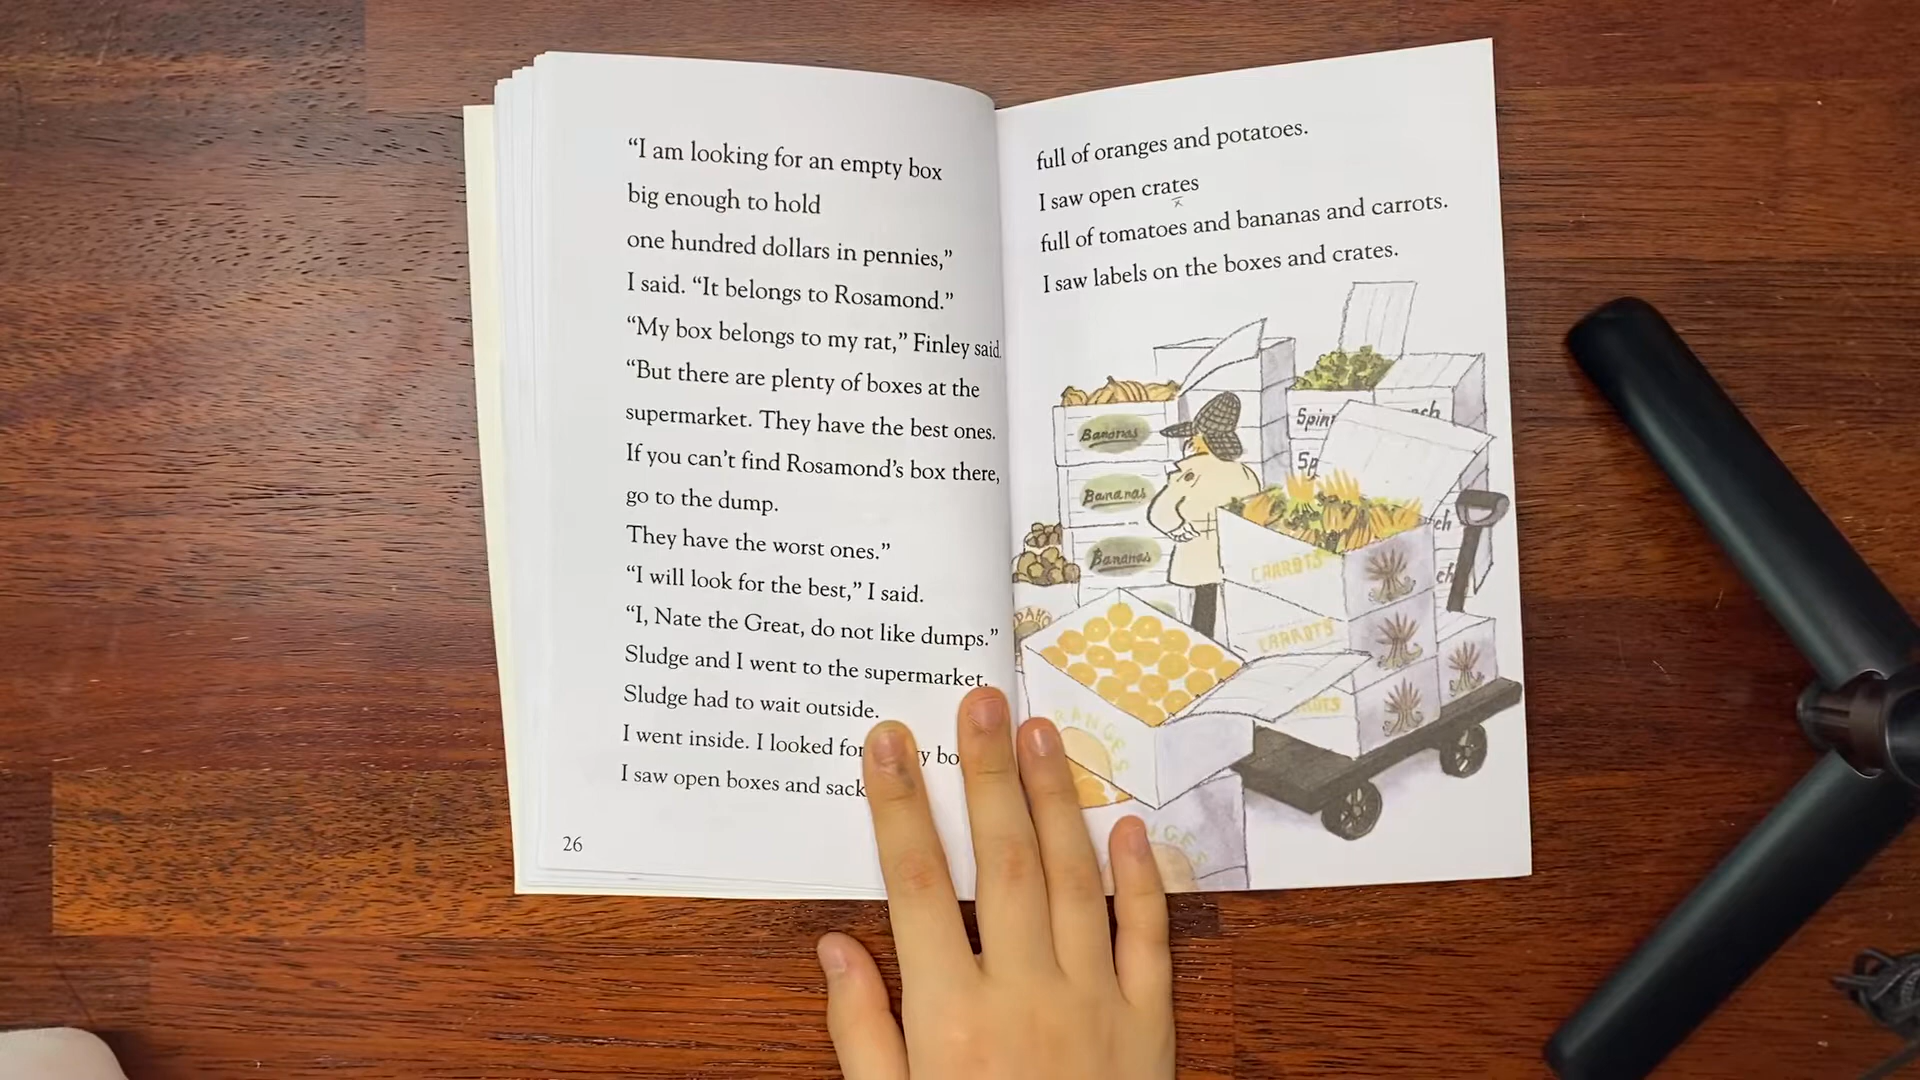 “I am looking for an empty box
big enough to hold
one hundred dollars in pennies,”
I said. “It belongs to Rosamond.”
“My box belongs to my rat,” Finley said.
“But there are plenty of boxes at the
supermarket. They have the best ones.
If you can’t find Rosamond’s box there,
go to the dump.
They have the worst ones.”
“I will look for the best,” I said.
“I, Nate the Great, do not like dumps.”
Sludge and I went to the supermarket.
Sludge had to wait outside.
I went inside. I looked for
I saw open boxes and
26
full of oranges and potatoes.
I saw open crates
full of tomatoes and bananas and carrots.
I saw labels on the boxes and crates.
Bananas
Bananas
Bananas
CARROTS
CARROTS